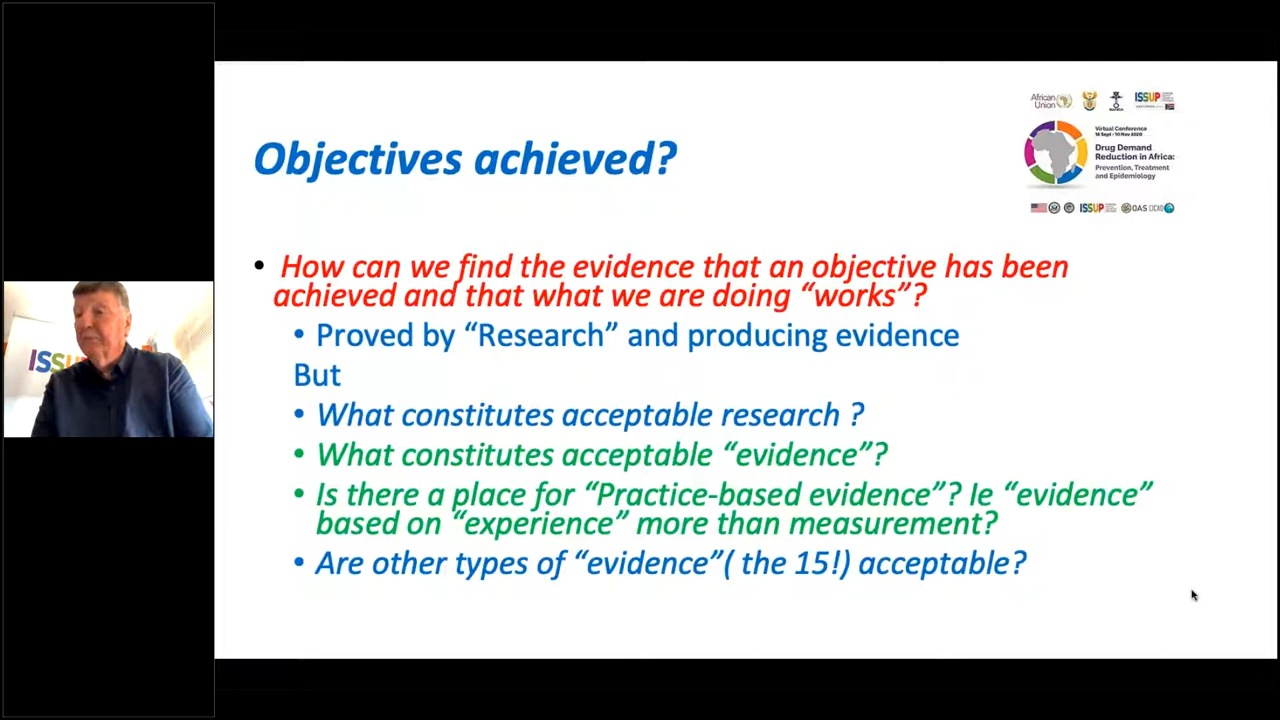 African
Union
ISSUP
Virtual Conference
Drug Demand
Reduction in Africa:
Prevention, Treatment
and Epidemiology
ISSUP
OAS CICAD
Objectives achieved?
• How can we find the evidence that an objective has been
achieved and that what we are doing “works”?
• Proved by “Research” and producing evidence
But
• What constitutes acceptable research ?
• What constitutes acceptable “evidence”?
• Is there a place for “Practice-based evidence”? Ie “evidence”
based on “experience” more than measurement?
• Are other types of “evidence”( the 15!) acceptable?
ISSUP